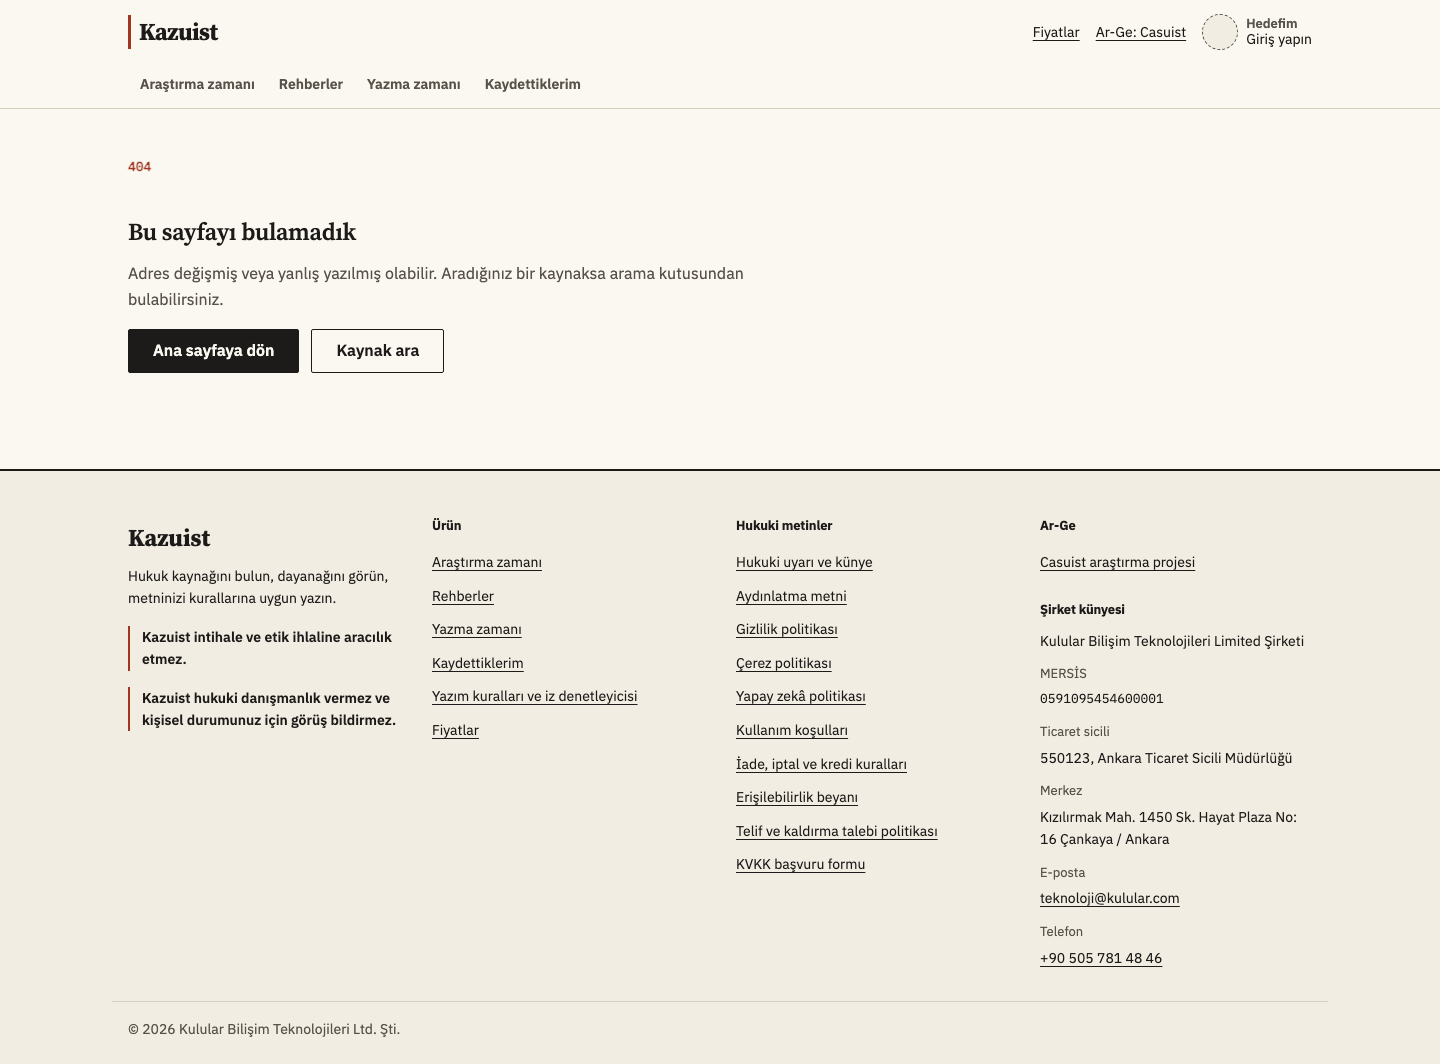 Kazuist
Fiyatlar
Ar-Ge: Casuist
Hedefim
Giriş yapın
Araştırma zamanı
Rehberler
Yazma zamanı
Kaydettiklerim
404
Bu sayfayı bulamadık
Adres değişmiş veya yanlış yazılmış olabilir. Aradığınız bir kaynaksa arama kutusundan
bulabilirsiniz.
Ana sayfaya dön
Kaynak ara
Kazuist
Hukuk kaynağını bulun, dayanağını görün,
metninizi kurallarına uygun yazın.
Kazuist intihale ve etik ihlaline aracılık
etmez.
Kazuist hukuki danışmanlık vermez ve
kişisel durumunuz için görüş bildirmez.
Ürün
Araştırma zamanı
Rehberler
Yazma zamanı
Kaydettiklerim
Yazım kuralları ve iz denetleyicisi
Fiyatlar
Hukuki metinler
Hukuki uyarı ve künye
Aydınlatma metni
Gizlilik politikası
Çerez politikası
Yapay zekâ politikası
Kullanım koşulları
İade, iptal ve kredi kuralları
Erişilebilirlik beyanı
Telif ve kaldırma talebi politikası
KVKK başvuru formu
Ar-Ge
Casuist araştırma projesi
Şirket künyesi
Kulular Bilişim Teknolojileri Limited Şirketi
MERSİS
0591095454600001
Ticaret sicili
550123, Ankara Ticaret Sicili Müdürlüğü
Merkez
Kızılırmak Mah. 1450 Sk. Hayat Plaza No:
16 Çankaya / Ankara
E-posta
teknoloji@kulular.com
Telefon
+90 505 781 48 46
© 2026 Kulular Bilişim Teknolojileri Ltd. Şti.